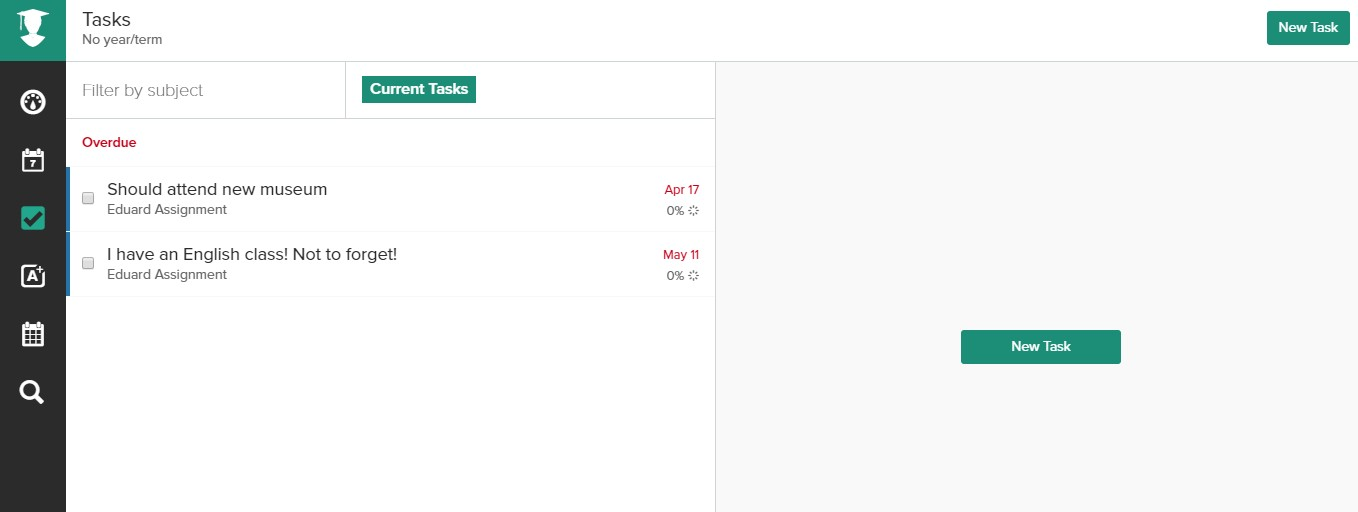 Tasks
No year/term
New Task
Filter by subject
Current Tasks
Overdue
Should attend new museum
Apr 17
Eduard Assignment
0%
I have an English class! Not to forget!
May 11
Eduard Assignment
0%
New Task
7
A+